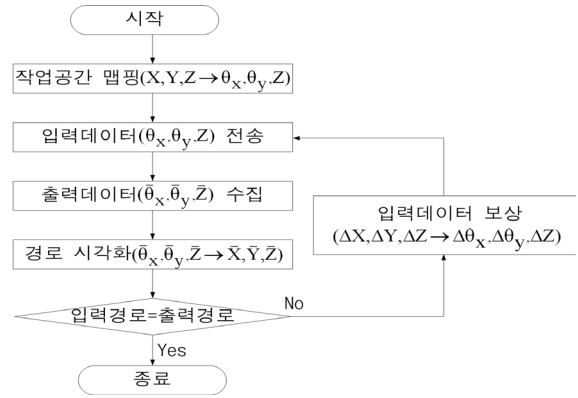 시작
작업공간 맵핑(X,Y,Z→θx,θy,Z)
입력데이터(θx,θy,Z) 전송
출력데이터(θ̄x,θ̄y,Z̄) 수집
경로 시각화(θ̄x,θ̄y,Z̄→X̄,Ȳ,Z̄)
입력경로=출력경로
No
입력데이터 보상
(ΔX,ΔY,ΔZ→Δθx,Δθy,ΔZ)
Yes
종료